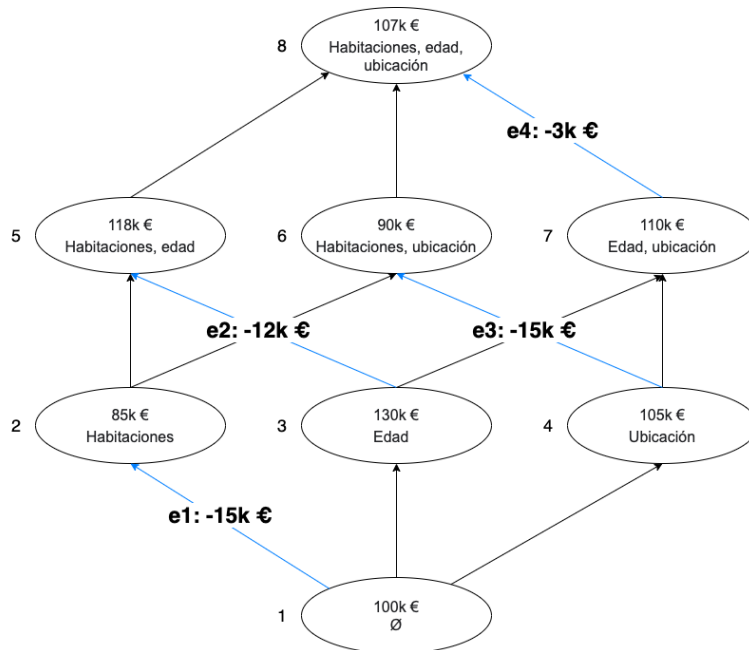 8
107k €
Habitaciones, edad,
ubicación
e4: -3k €
5
118k €
Habitaciones, edad
6
90k €
Habitaciones, ubicación
7
110k €
Edad, ubicación
e2: -12k €
e3: -15k €
2
85k €
Habitaciones
3
130k €
Edad
4
105k €
Ubicación
e1: -15k €
1
100k €
Ø